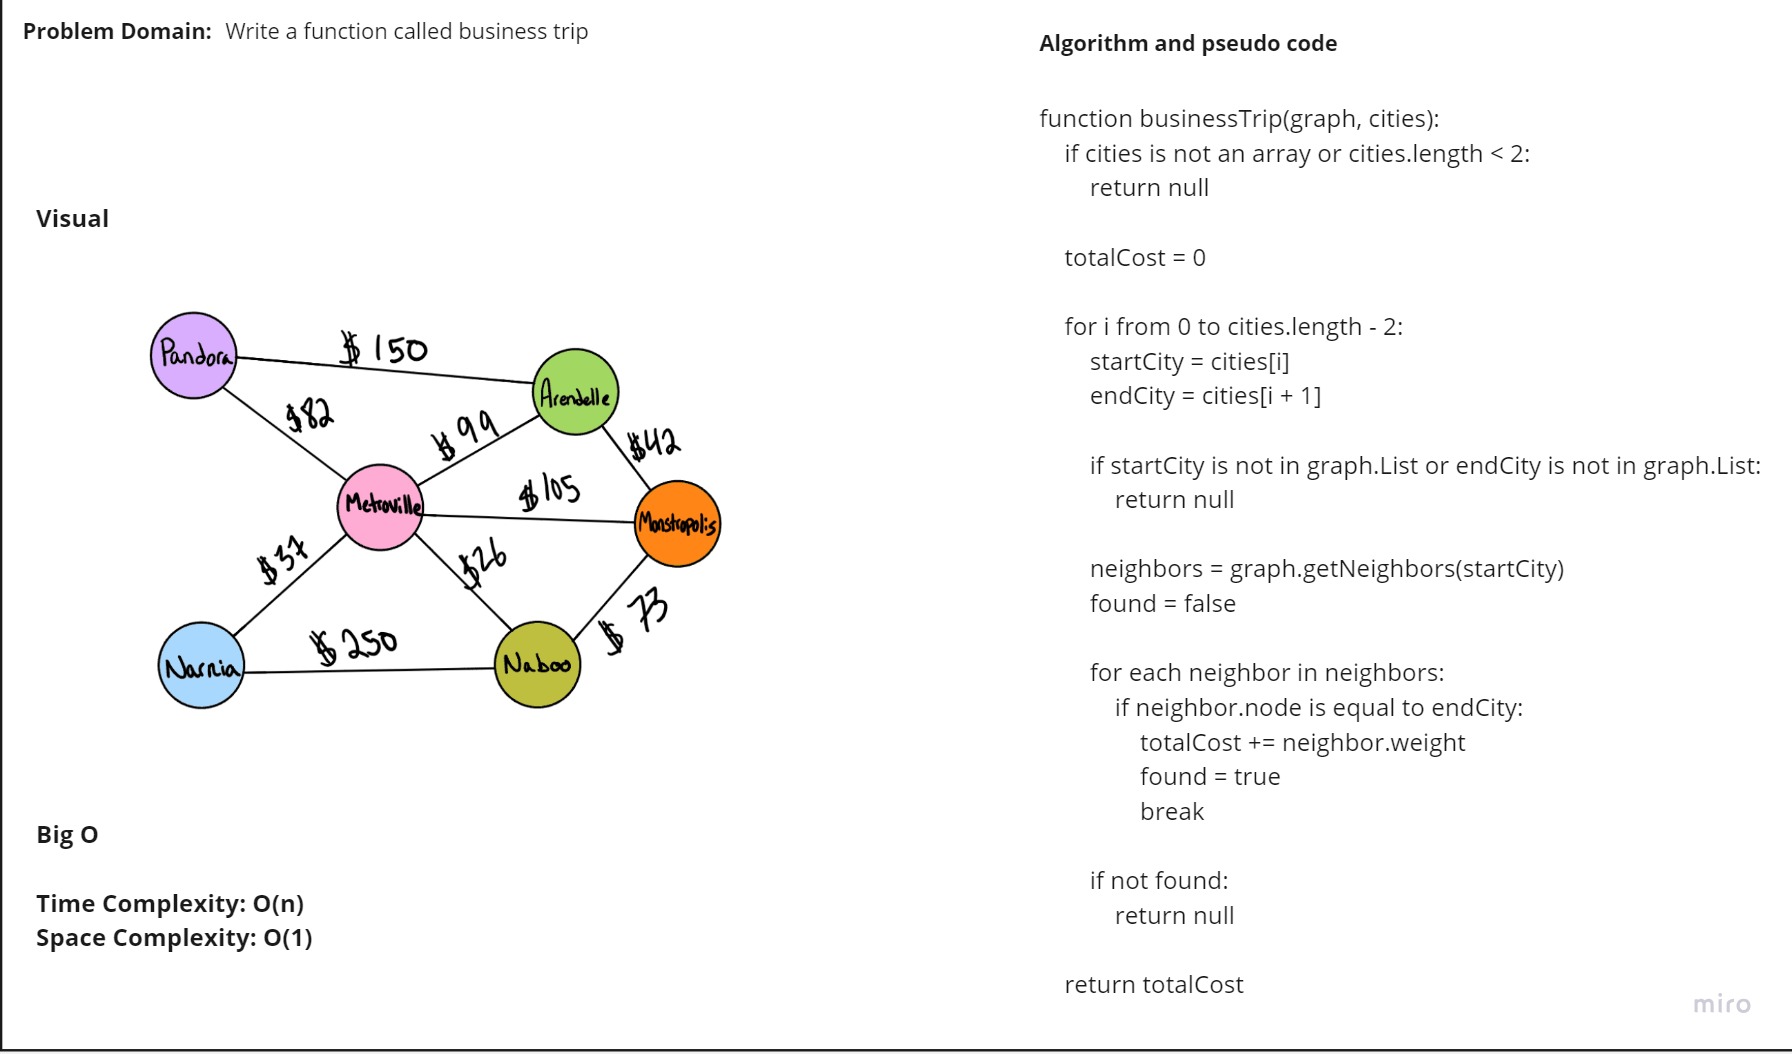 Problem Domain: Write a function called business trip
Visual
Pandora
$ 150
Arendelle
$82
$99
$42
Metroville
$105
Monstropolis
$37
$26
$ 73
Narnia
$ 250
Naboo
Big O
Time Complexity: O(n)
Space Complexity: O(1)
Algorithm and pseudo code
function businessTrip(graph, cities):
if cities is not an array or cities.length < 2:
return null
totalCost = 0
for i from 0 to cities.length - 2:
startCity = cities[i]
endCity = cities[i + 1]
if startCity is not in graph.List or endCity is not in graph.List:
return null
neighbors = graph.getNeighbors(startCity)
found = false
for each neighbor in neighbors:
if neighbor.node is equal to endCity:
totalCost += neighbor.weight
found = true
break
if not found:
return null
return totalCost
miro